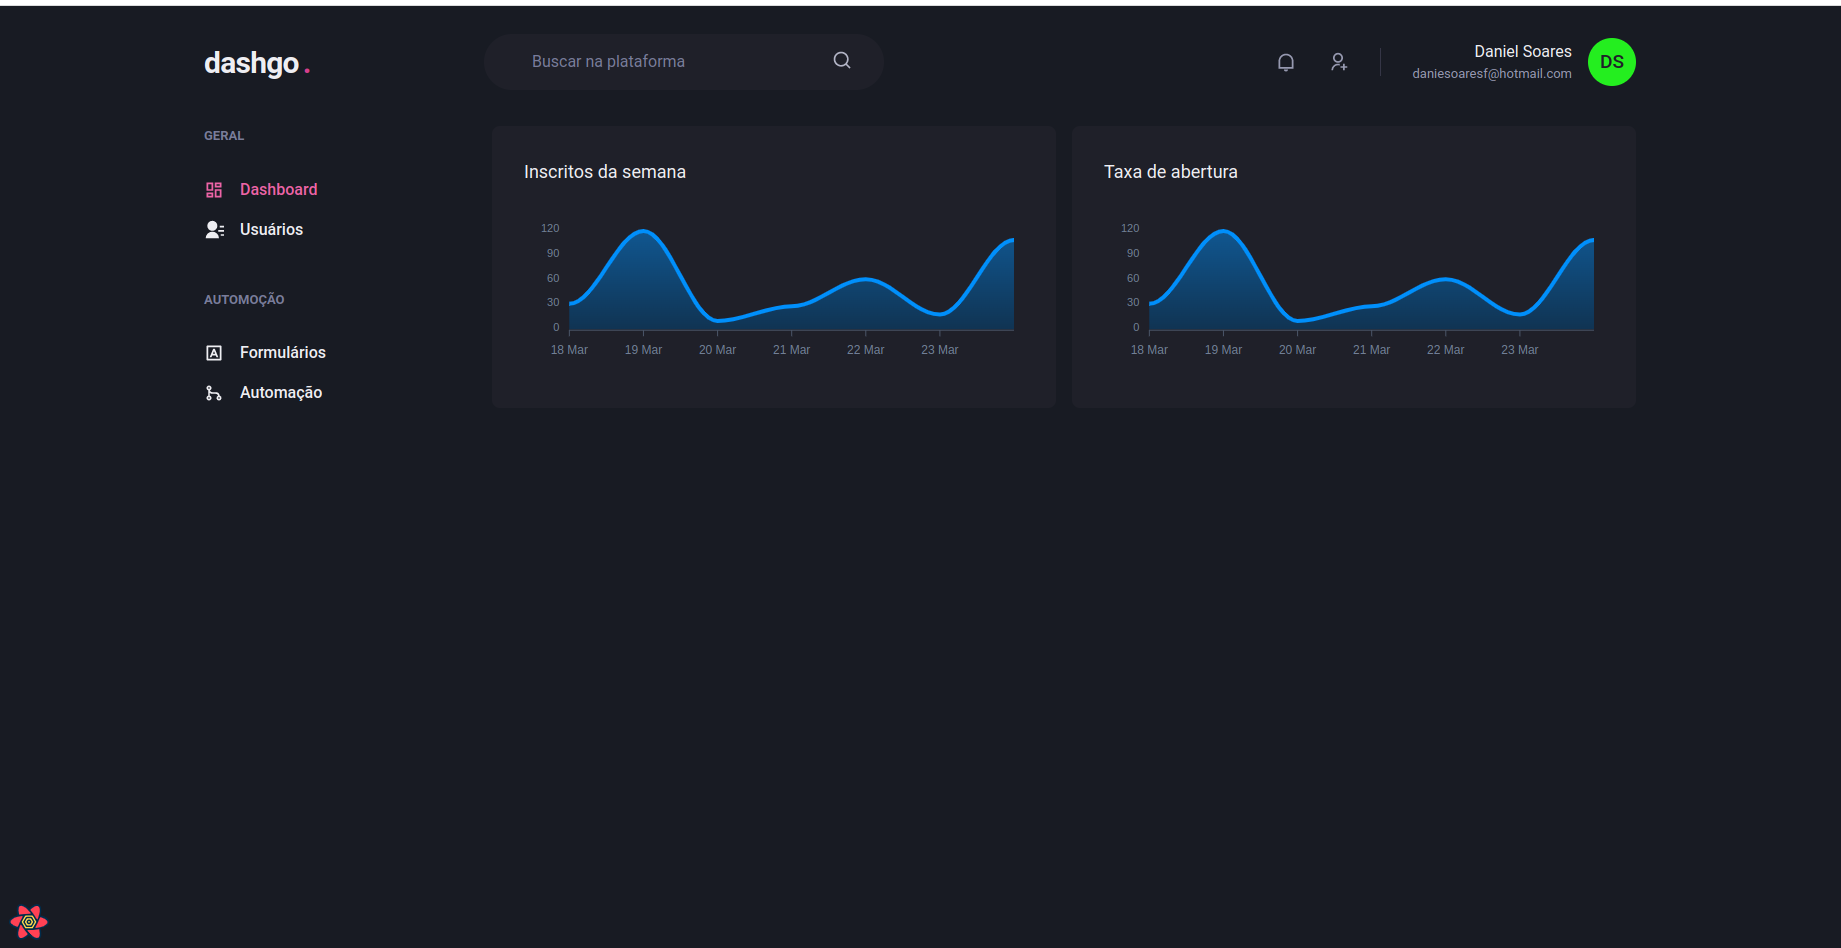 dashgo.
Buscar na plataforma
Daniel Soares
daniesoaresf@hotmail.com
DS
GERAL
Dashboard
Usuários
AUTOMOÇÃO
Formulários
Automação
Inscritos da semana
120
90
60
30
0
18 Mar 19 Mar 20 Mar 21 Mar 22 Mar 23 Mar
Taxa de abertura
120
90
60
30
0
18 Mar 19 Mar 20 Mar 21 Mar 22 Mar 23 Mar